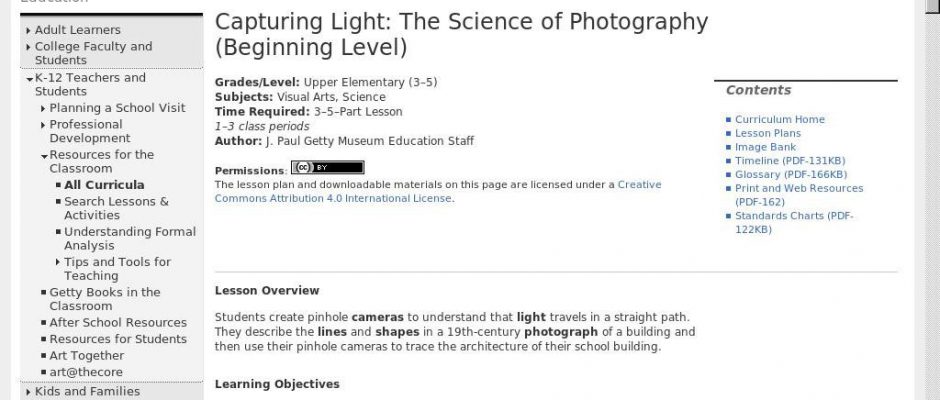 Education
Adult Learners
College Faculty and
Students
K-12 Teachers and
Students
Planning a School Visit
Professional
Development
Resources for the
Classroom
All Curricula
Search Lessons &
Activities
Understanding Formal
Analysis
Tips and Tools for
Teaching
Getty Books in the
Classroom
After School Resources
Resources for Students
Art Together
art@thecore
Kids and Families
Capturing Light: The Science of Photography
(Beginning Level)
Grades/Level: Upper Elementary (3–5)
Subjects: Visual Arts, Science
Time Required: 3–5–Part Lesson
1–3 class periods
Author: J. Paul Getty Museum Education Staff
Permissions: cc BY
The lesson plan and downloadable materials on this page are licensed under a Creative
Commons Attribution 4.0 International License.
Contents
Curriculum Home
Lesson Plans
Image Bank
Timeline (PDF-131KB)
Glossary (PDF-166KB)
Print and Web Resources
(PDF-162)
Standards Charts (PDF-
122KB)
Lesson Overview
Students create pinhole cameras to understand that light travels in a straight path.
They describe the lines and shapes in a 19th-century photograph of a building and
then use their pinhole cameras to trace the architecture of their school building.
Learning Objectives